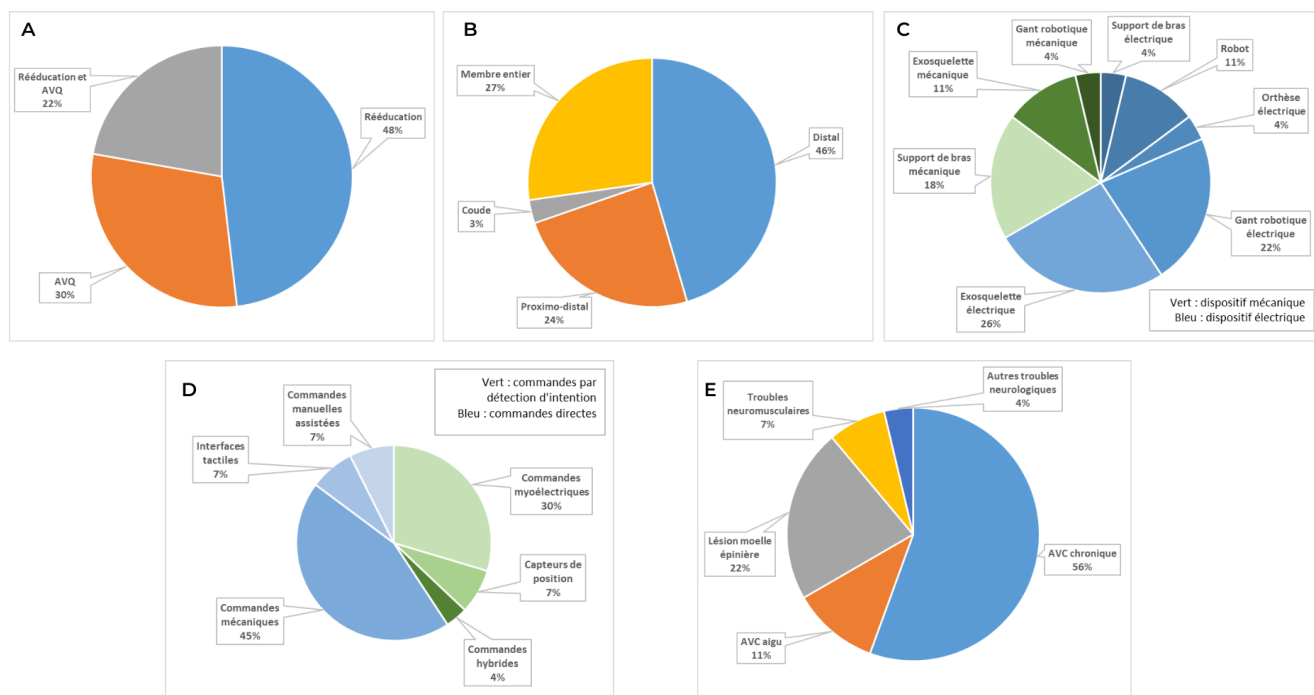 A
Rééducation et
AVQ
22%
Rééducation
48%
AVQ
30%
B
Membre entier
27%
Distal
46%
Coude
3%
Proximo-distal
24%
C
Gant robotique
mécanique
4%
Support de bras
électrique
4%
Robot
11%
Exosquelette
mécanique
11%
Orthèse
électrique
4%
Support de bras
mécanique
18%
Gant robotique
électrique
22%
Exosquelette
électrique
26%
Vert : dispositif mécanique
Bleu : dispositif électrique
D
Vert : commandes par
détection d'intention
Bleu : commandes directes
Commandes
manuelles
assistées
7%
Interfaces
tactiles
7%
Commandes
myoélectriques
30%
Capteurs de
position
7%
Commandes
mécaniques
45%
Commandes
hybrides
4%
E
Autres troubles
neurologiques
4%
Troubles
neuromusculaires
7%
Lésion moelle
épinière
22%
AVC chronique
56%
AVC aigu
11%